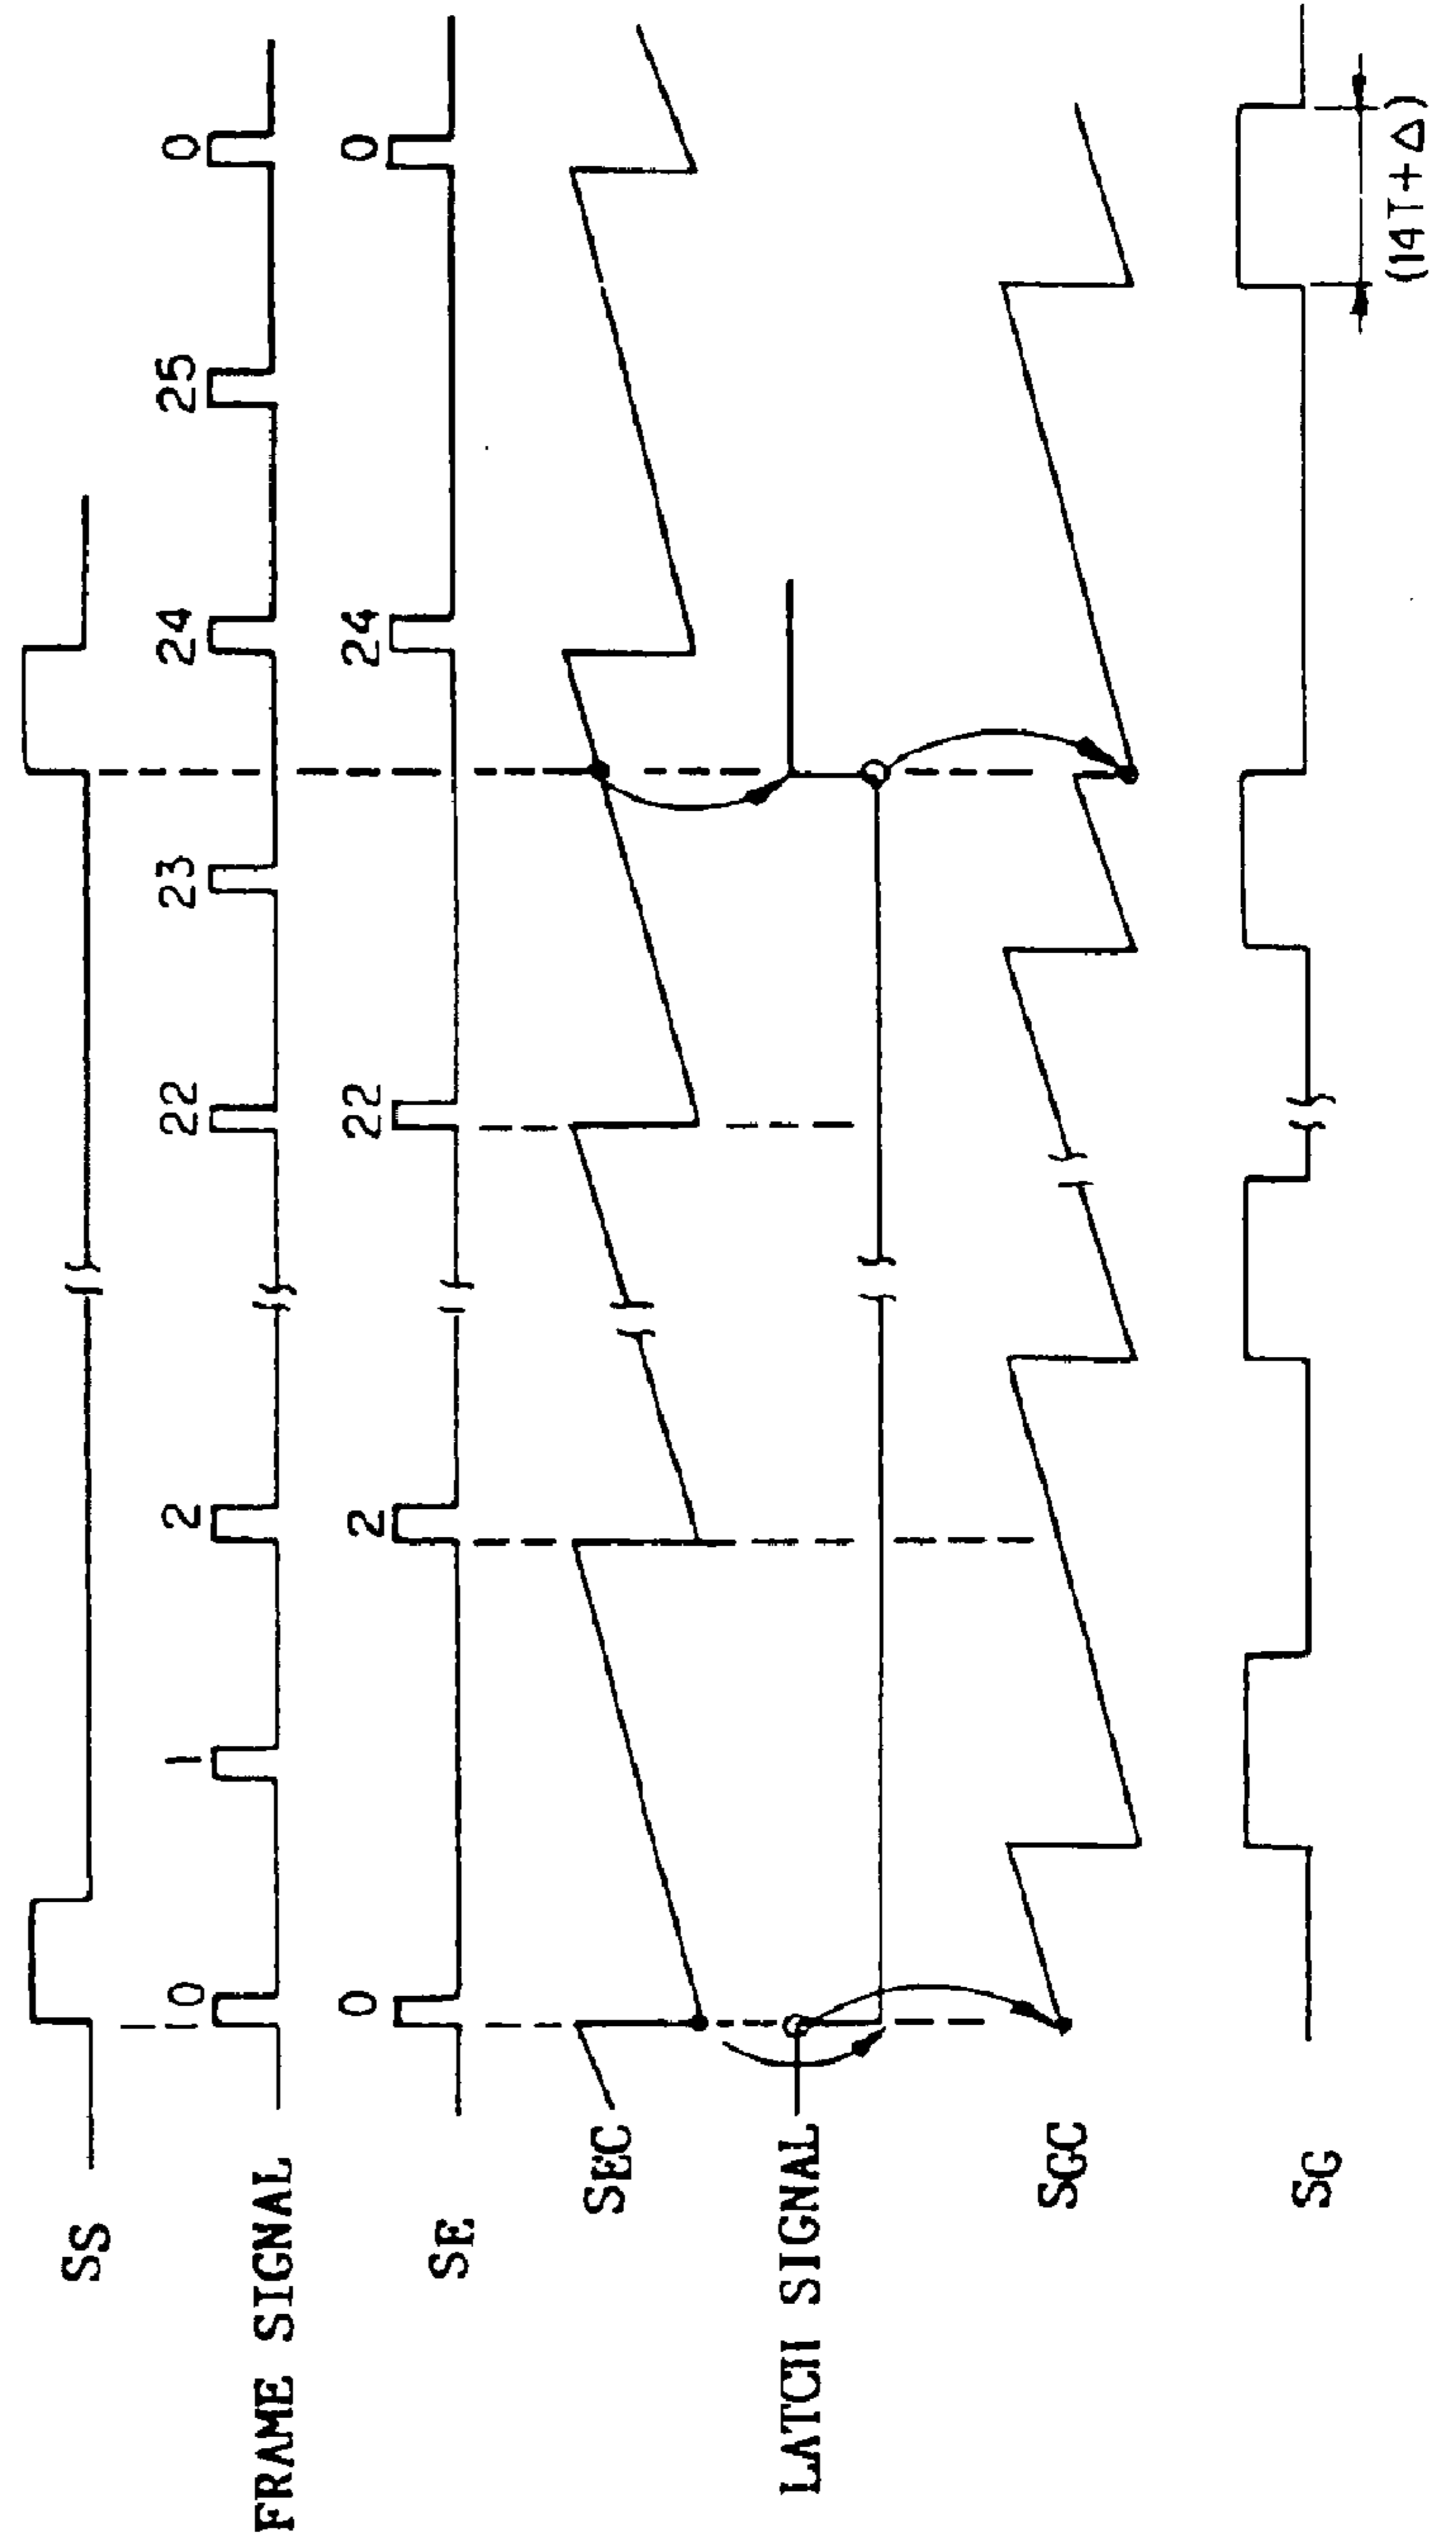 SS
FRAME SIGNAL
0 1 2 22 23 24 25 0
SE
0 2 22 24 0
SEC
LATCH SIGNAL
SGC
SG
(14T+Δ)